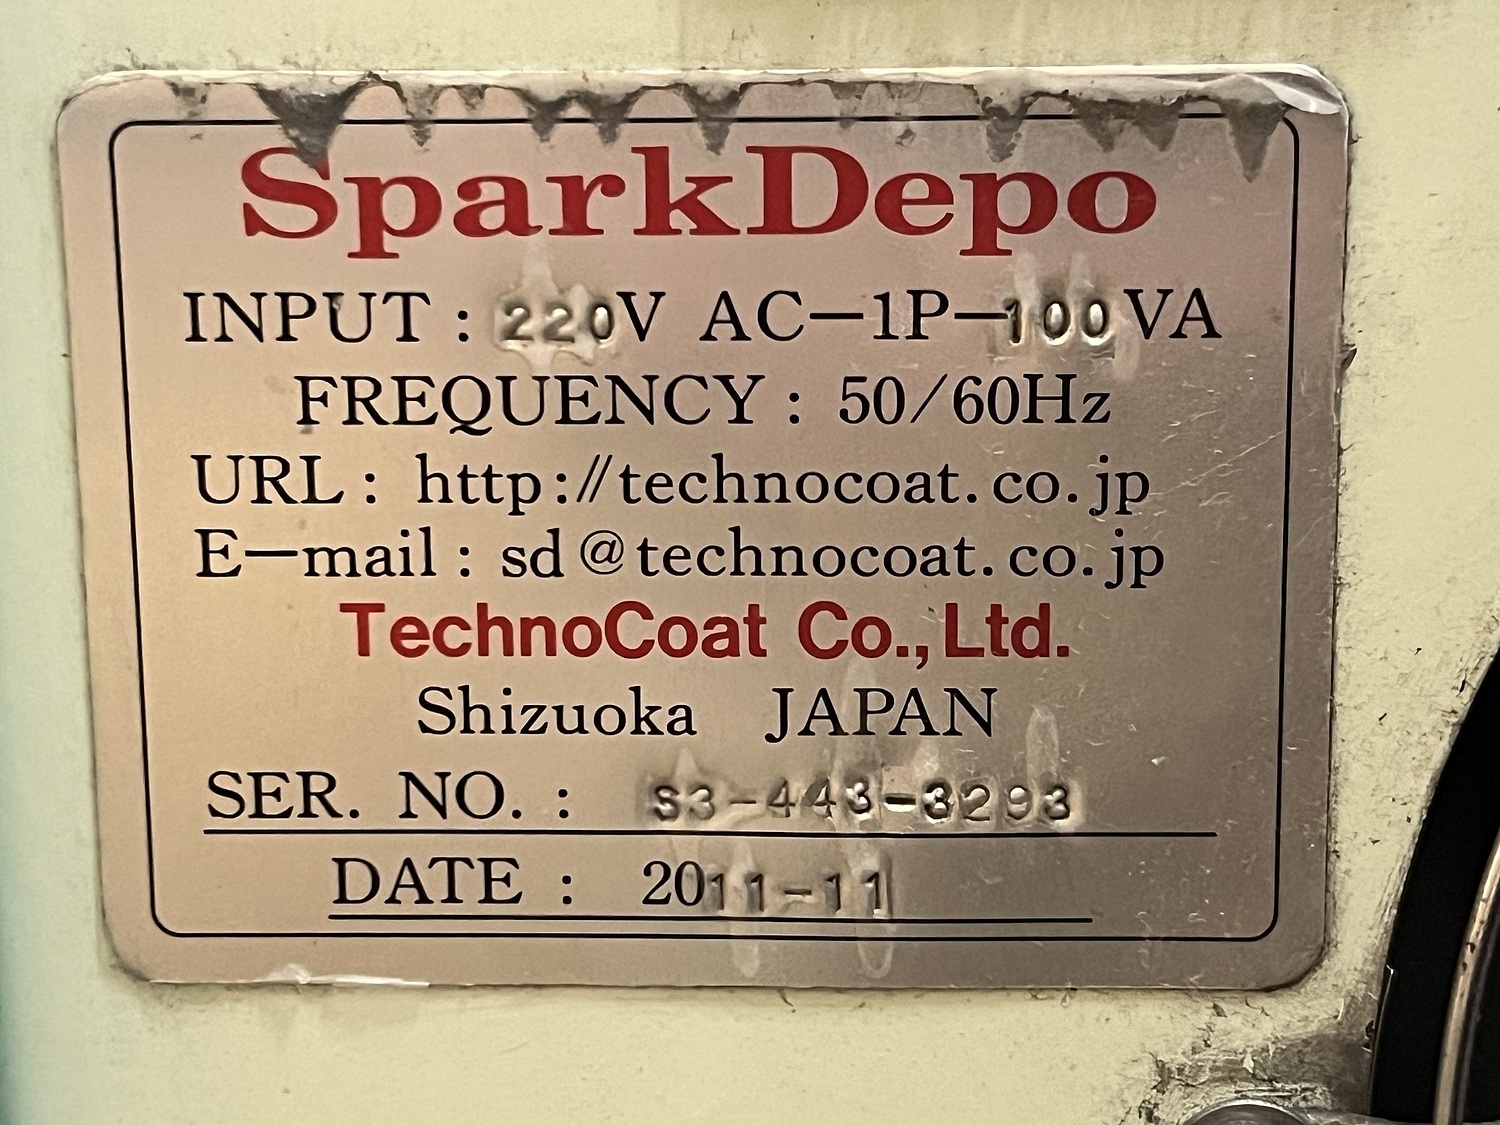 SparkDepo
INPUT : 220V AC-1P-100VA
FREQUENCY : 50/60Hz
URL : http://technocoat.co.jp
E-mail : sd@technocoat.co.jp
TechnoCoat Co.,Ltd.
Shizuoka JAPAN
SER. NO. : S3-443-3293
DATE : 2011-11